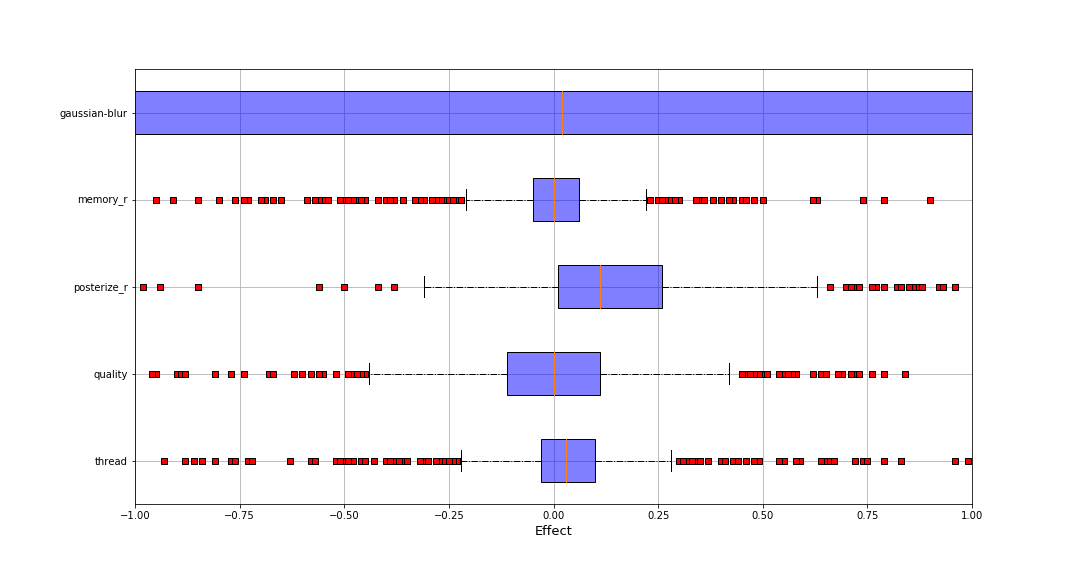 gaussian-blur
memory_r
posterize_r
quality
thread
−1.00 −0.75 −0.50 −0.25 0.00 0.25 0.50 0.75 1.00
Effect